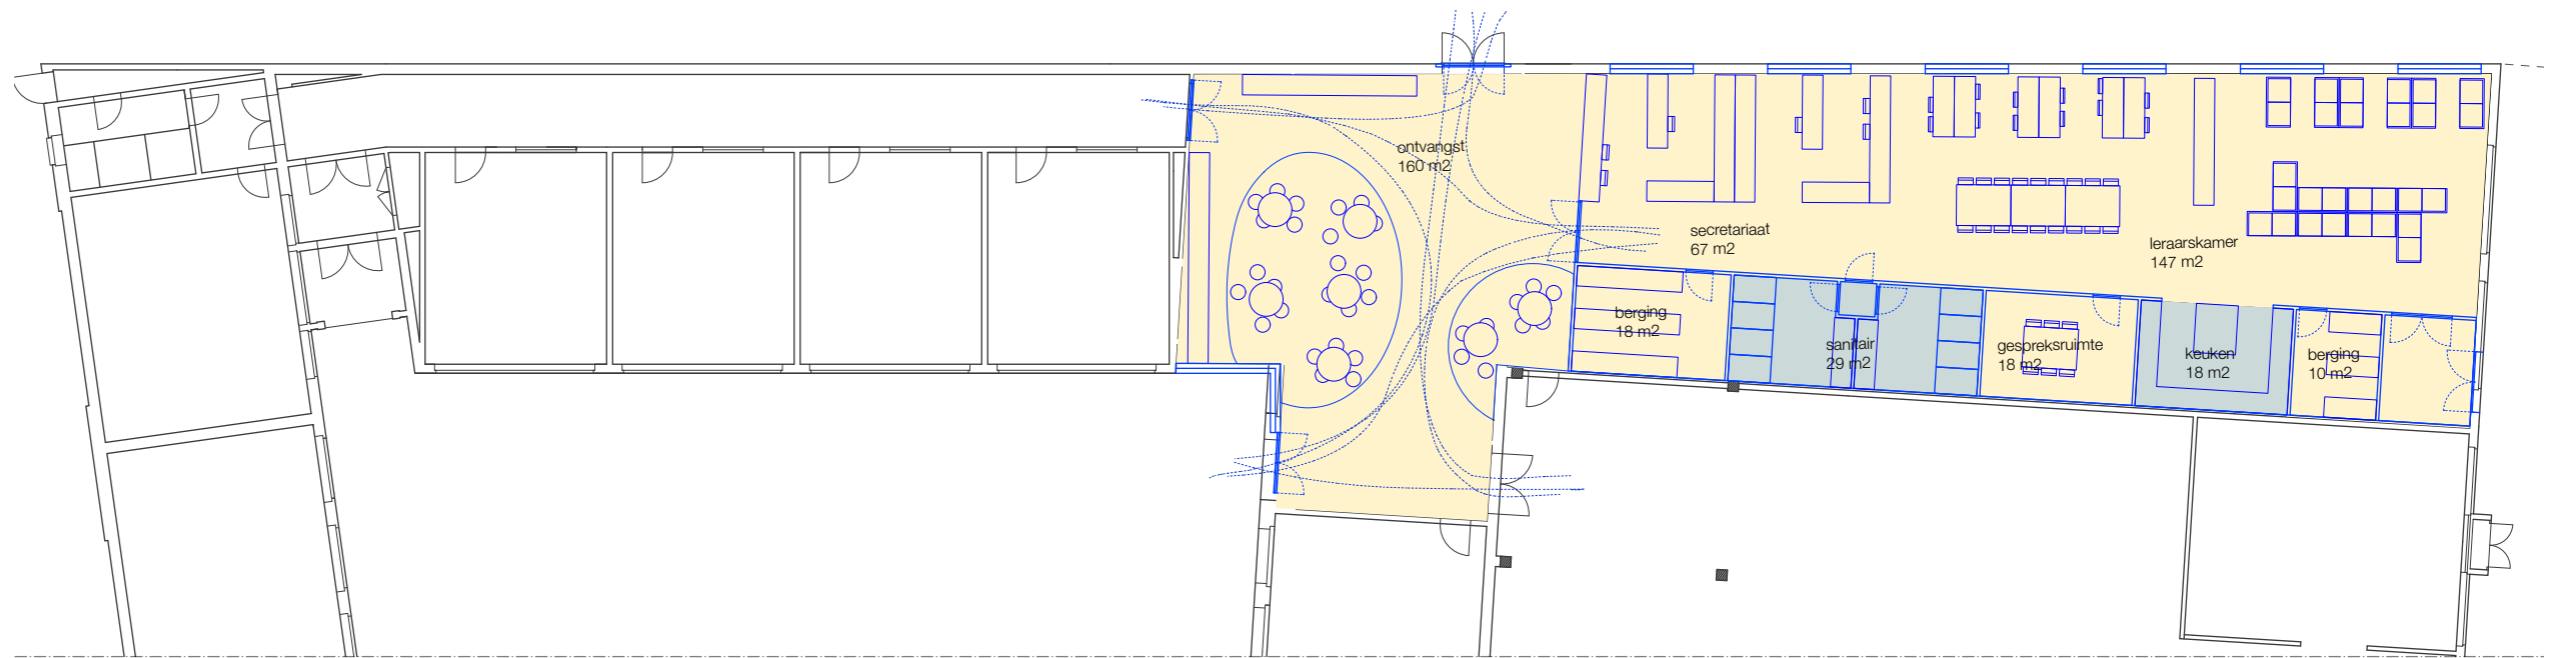 ontvangst
160 m2
secretariaat
67 m2
leraarskamer
147 m2
berging
18 m2
sanitair
29 m2
gespreksruimte
18 m2
keuken
18 m2
berging
10 m2